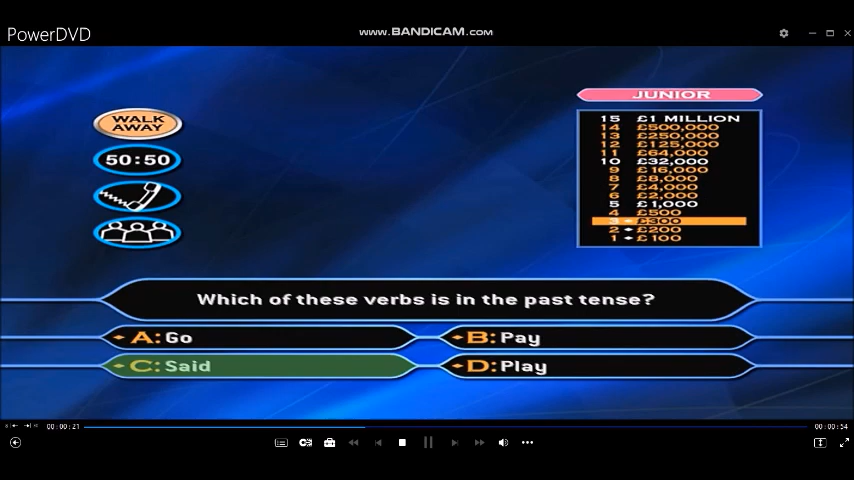 PowerDVD
www.BANDICAM.com
JUNIOR
WALK AWAY
50:50
15 £1 MILLION
14 £500,000
13 £250,000
12 £125,000
11 £64,000
10 £32,000
9 £16,000
8 £8,000
7 £4,000
6 £2,000
5 £1,000
4 £500
3 £300
2 £200
1 £100
Which of these verbs is in the past tense?
A: Go
B: Pay
C: Said
D: Play
00:00:21
00:00:54